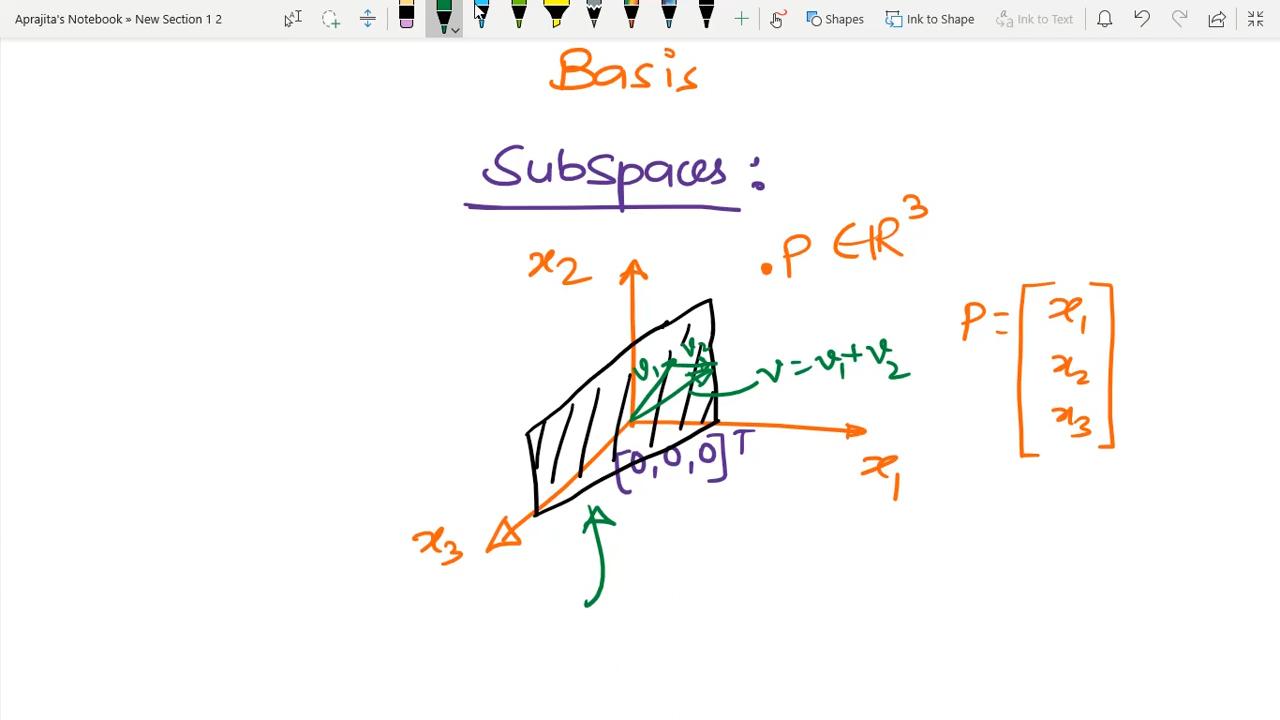 Aprajita's Notebook » New Section 1 2
Shapes
Ink to Shape
Ink to Text
Basis
SubSpaces:
x₂
.P ∈ ℝ³
P = [x₁
x₂
x₃]
v₁
v₂
v = v₁ + v₂
[0, 0, 0]ᵀ
x₁
x₃